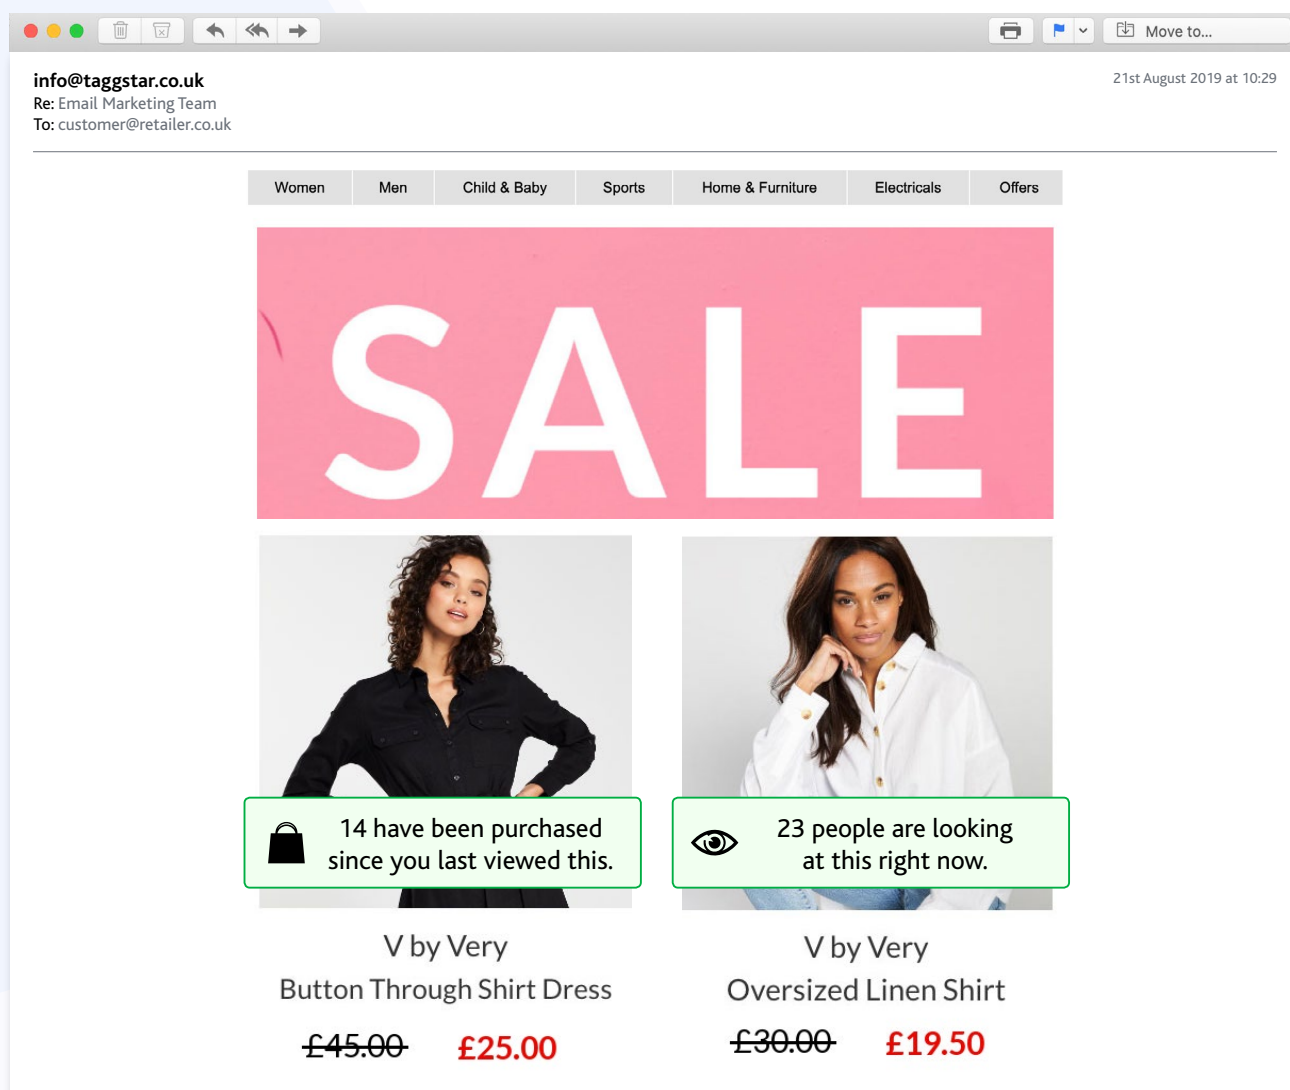 Move to...
info@taggstar.co.uk
21st August 2019 at 10:29
Re: Email Marketing Team
To: customer@retailer.co.uk
Women Men Child & Baby Sports Home & Furniture Electricals Offers
SALE
14 have been purchased
since you last viewed this.
23 people are looking
at this right now.
V by Very
Button Through Shirt Dress
£45.00 £25.00
V by Very
Oversized Linen Shirt
£30.00 £19.50